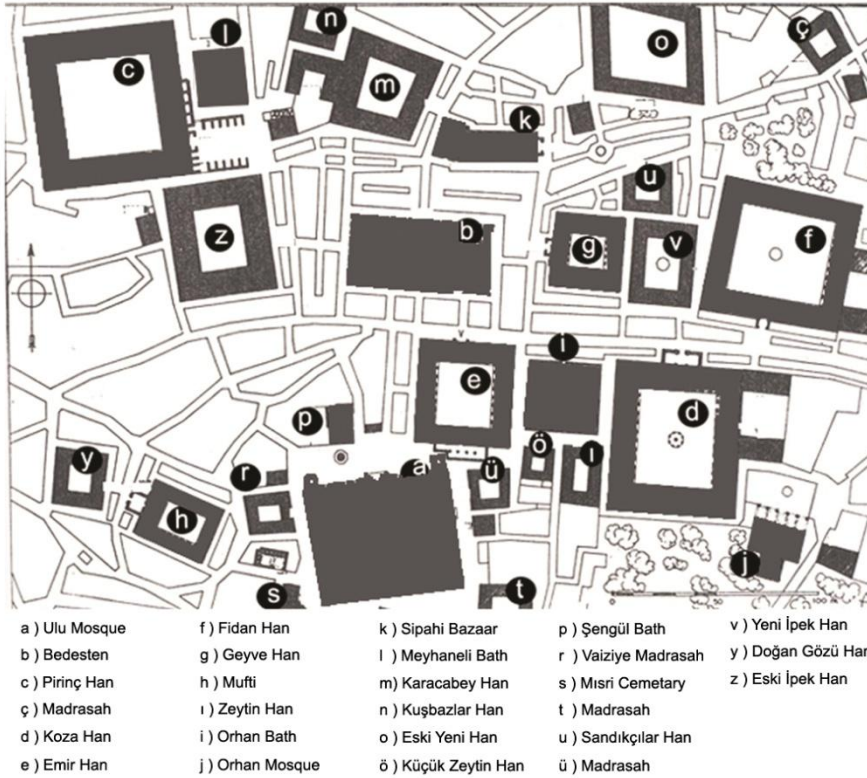 n
l
c
o
ç
m
k
u
b
g
z
v
f
i
e
d
p
ö
ı
a
ü
y
r
h
j
s
t
a ) Ulu Mosque
b ) Bedesten
c ) Pirinç Han
ç ) Madrasah
d ) Koza Han
e ) Emir Han
f ) Fidan Han
g ) Geyve Han
h ) Mufti
ı ) Zeytin Han
i ) Orhan Bath
j ) Orhan Mosque
k ) Sipahi Bazaar
l ) Meyhaneli Bath
m) Karacabey Han
n ) Kuşbazlar Han
o ) Eski Yeni Han
ö ) Küçük Zeytin Han
p ) Şengül Bath
r ) Vaiziye Madrasah
s ) Mısri Cemetary
t ) Madrasah
u ) Sandıkçılar Han
ü ) Madrasah
v ) Yeni İpek Han
y ) Doğan Gözü Han
z ) Eski İpek Han